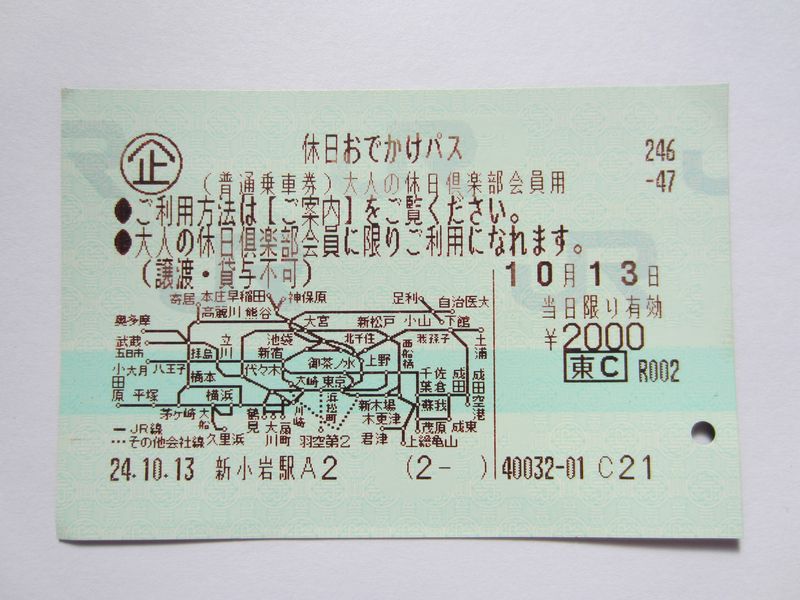 企
休日おでかけパス
246
(普通乗車券)大人の休日倶楽部会員用
-47
●ご利用方法は【ご案内】をご覧ください。
●大人の休日倶楽部会員に限りご利用になれます。
(譲渡・貸与不可)
10月13日
当日限り有効
¥2000
東C R002
寄居 本庄早稲田 神保原 足利 自治医大
高麗川 熊谷
奥多摩 大宮 新松戸 小山 下館
武蔵五日市 立川 池袋 北千住 我孫子 土浦
拝島 新宿 西船橋
小田原 大月 八王子 代々木 御茶ノ水 上野 千葉 佐倉 成田 成田空港
橋本 大崎 東京
平塚 横浜 浜松町 新木場 蘇我
茅ヶ崎 大船 鶴見 大川 扇町 川崎 木更津
久里浜 羽空第2 君津 茂原 成東
上総亀山
━JR線
…その他会社線
24.10.13 新小岩駅A2 (2- ) 40032-01 C21